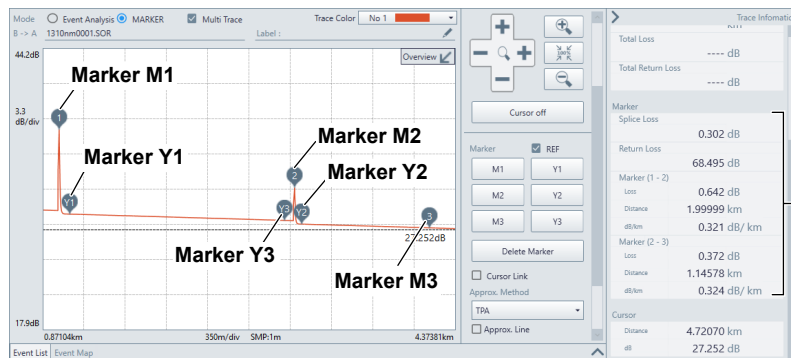 Mode Event Analysis MARKER Multi Trace Trace Color No 1
B -> A 1310nm0001.SOR Label :
44.2dB
Overview
3.3
dB/div
17.9dB
Marker M1
1
Marker Y1
Y1
Marker M2
2
Marker Y2
Y3 Y2 3
Marker Y3
27.252dB
Marker M3
0.87104km 350m/div SMP:1m 4.37381km
Event List Event Map
100%
Cursor off
Marker REF
M1 Y1
M2 Y2
M3 Y3
Delete Marker
Cursor Link
Approx. Method
TPA
Approx. Line
Trace Infomation
km
Total Loss
---- dB
Total Return Loss
---- dB
Marker
Splice Loss
0.302 dB
Return Loss
68.495 dB
Marker (1 - 2)
Loss 0.642 dB
Distance 1.99999 km
dB/km 0.321 dB/ km
Marker (2 - 3)
Loss 0.372 dB
Distance 1.14578 km
dB/km 0.324 dB/ km
Cursor
Distance 4.72070 km
dB 27.252 dB